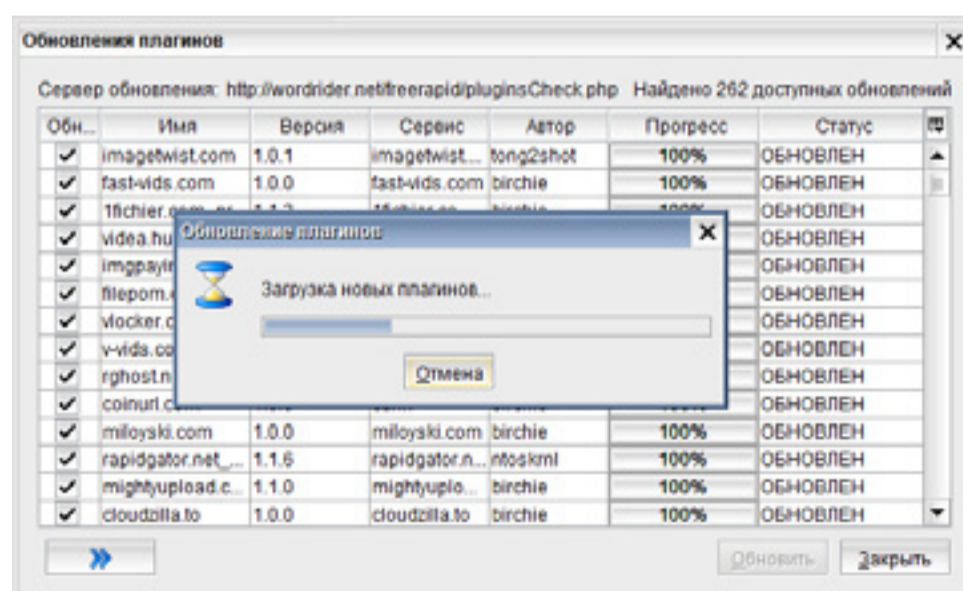 Обновления плагинов
Сервер обновления: http://wordrider.net/freerapid/pluginsCheck.php Найдено 262 доступных обновлений
Обн... Имя Версия Сервис Автор Прогресс Статус
imagetwist.com 1.0.1 imagetwist.... tong2shot 100% ОБНОВЛЕН
fast-vids.com 1.0.0 fast-vids.com birchie 100% ОБНОВЛЕН
ОБНОВЛЕН
videa.hu ОБНОВЛЕН
ОБНОВЛЕН
ОБНОВЛЕН
ОБНОВЛЕН
ОБНОВЛЕН
ОБНОВЛЕН
ОБНОВЛЕН
Обновление плагинов
Загрузка новых плагинов...
Отмена
miloyski.com 1.0.0 miloyski.com birchie 100% ОБНОВЛЕН
rapidgator.net_... 1.1.6 rapidgator.n... ntoskrnl 100% ОБНОВЛЕН
mightyupload.c... 1.1.0 mightyuplo... birchie 100% ОБНОВЛЕН
cloudzilla.to 1.0.0 cloudzilla.to birchie 100% ОБНОВЛЕН
Обновить Закрыть